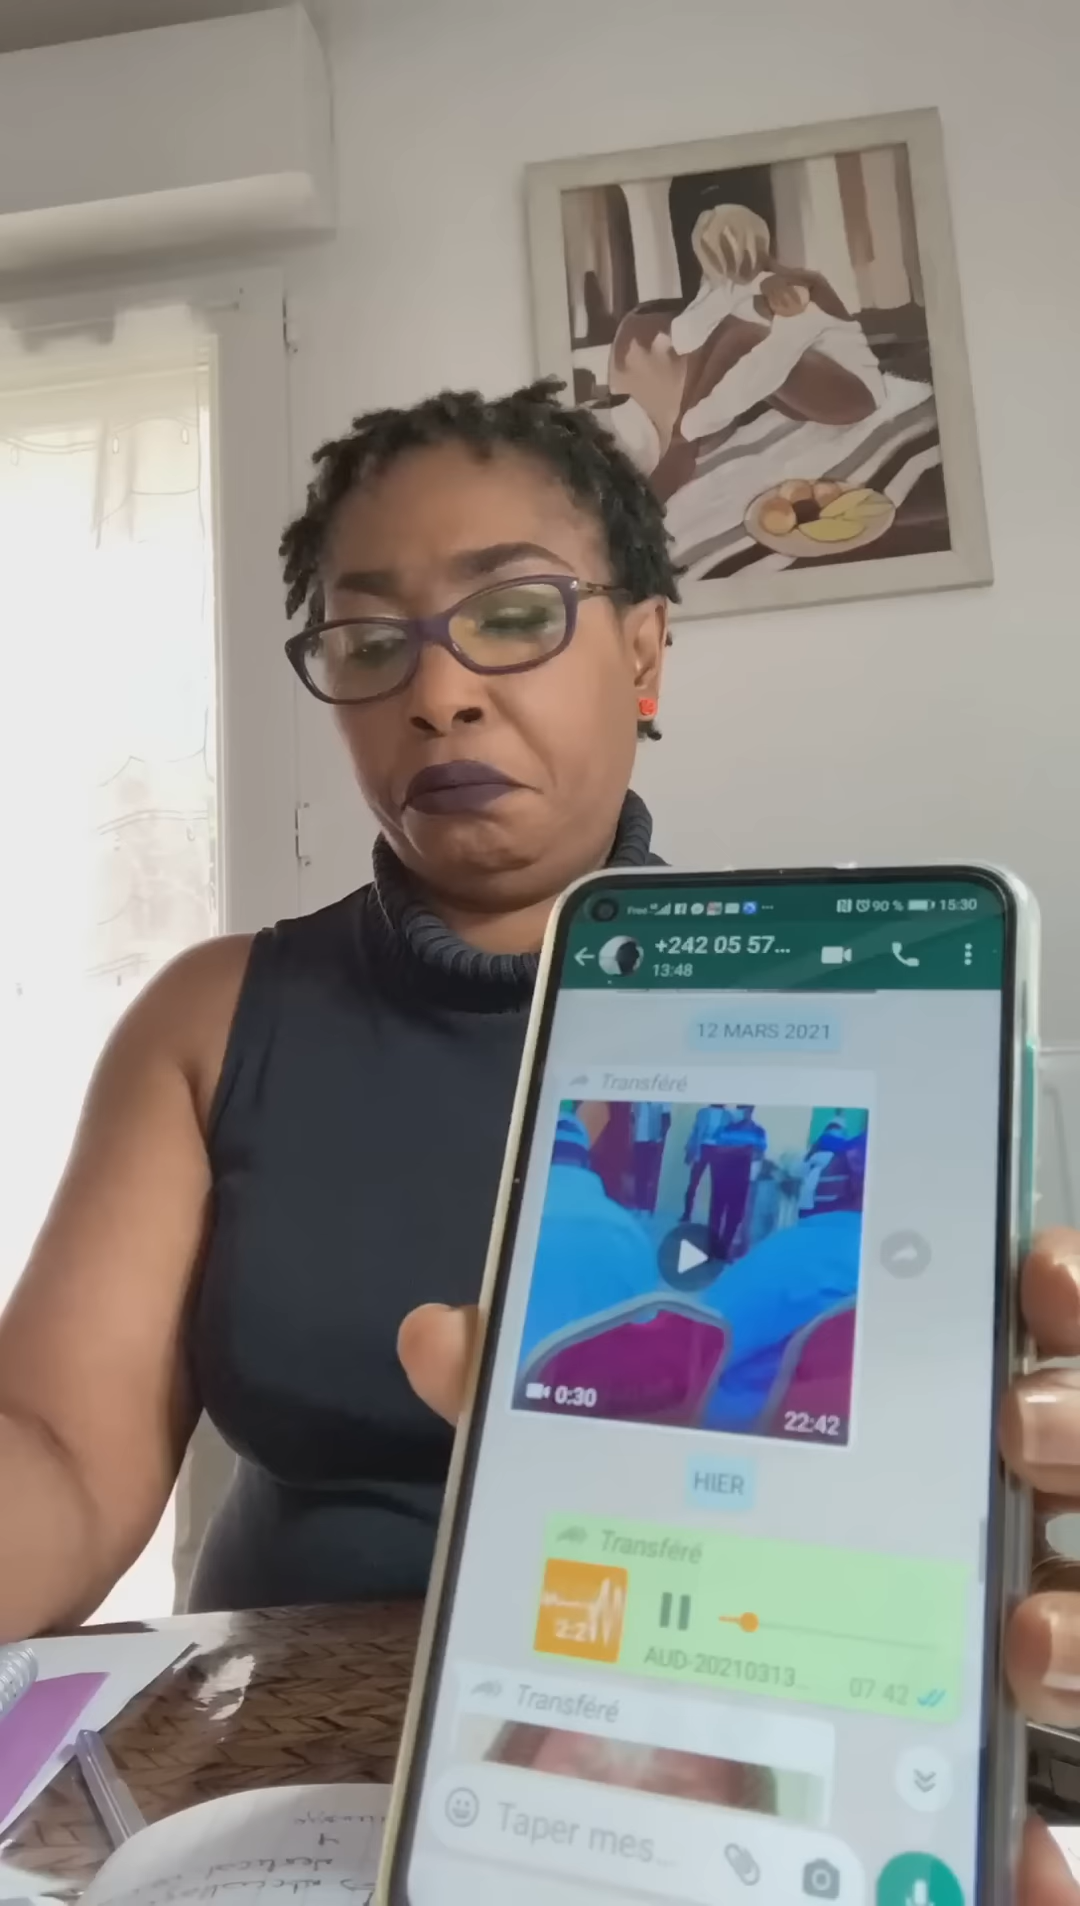 Free 90 % 15:30
+242 05 57...
13:48
12 MARS 2021
Transféré
0:30
22:42
HIER
Transféré
2:21
AUD-20210313...
07 42
Transféré
Taper mes...